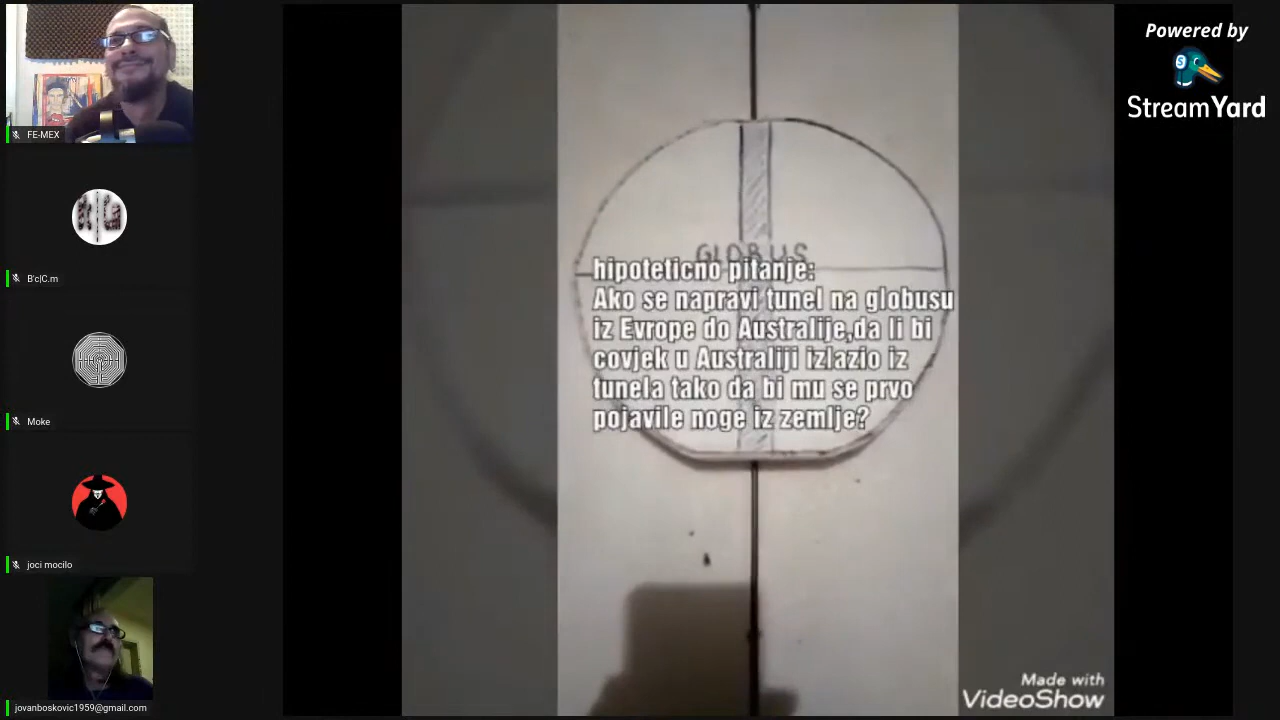 Powered by
StreamYard
FE-MEX
B'c|C.m
Moke
joci mocilo
jovanboskovic1959@gmail.com
GLOBUS
hipoteticno pitanje:
Ako se napravi tunel na globusu
iz Evrope do Australije,da li bi
covjek u Australiji izlazio iz
tunela tako da bi mu se prvo
pojavile noge iz zemlje?
Made with
VideoShow